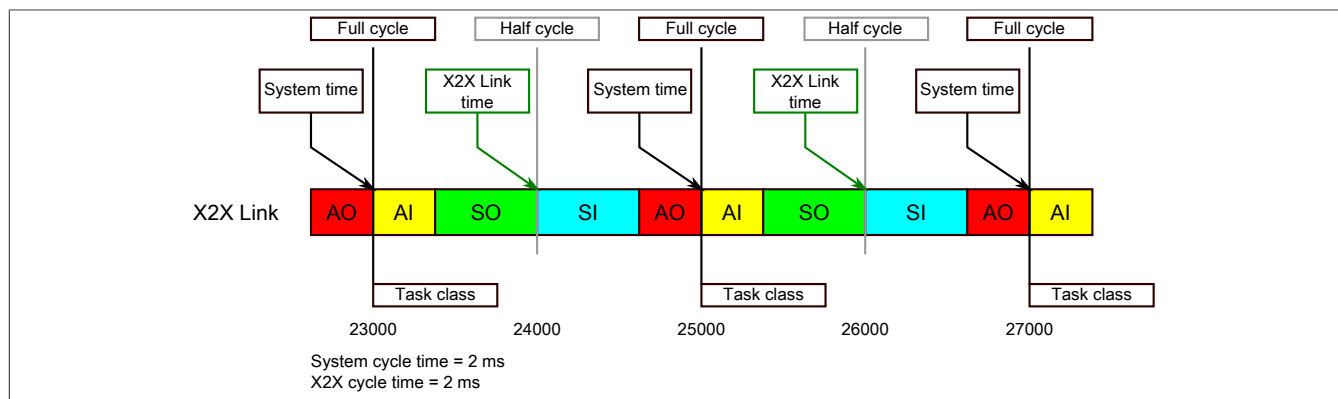 Full cycle
Half cycle
Full cycle
Half cycle
Full cycle
System time
X2X Link
time
System time
X2X Link
time
System time
X2X Link
AO
AI
SO
SI
AO
AI
SO
SI
AO
AI
Task class
Task class
Task class
23000
24000
25000
26000
27000
System cycle time = 2 ms
X2X cycle time = 2 ms